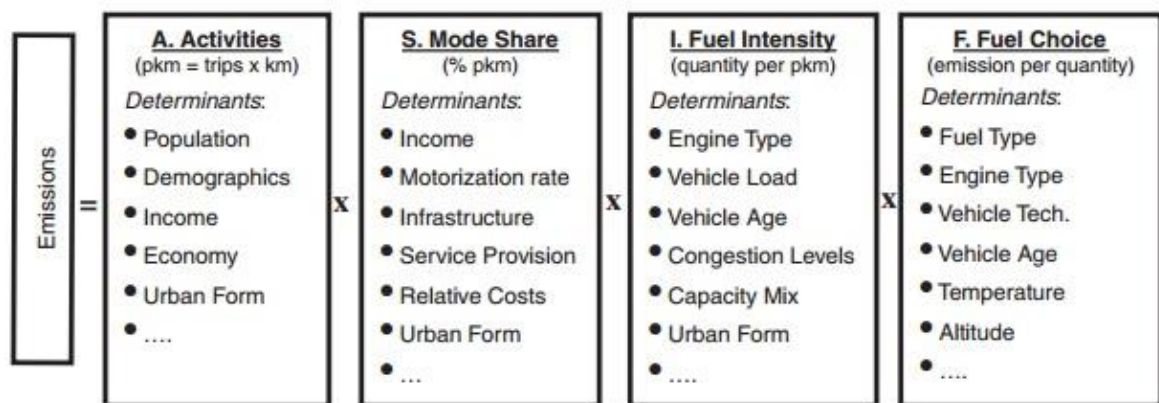 Emissions
=
A. Activities
(pkm = trips x km)
Determinants:
● Population
● Demographics
● Income
● Economy
● Urban Form
● ....
x
S. Mode Share
(% pkm)
Determinants:
● Income
● Motorization rate
● Infrastructure
● Service Provision
● Relative Costs
● Urban Form
● ...
x
I. Fuel Intensity
(quantity per pkm)
Determinants:
● Engine Type
● Vehicle Load
● Vehicle Age
● Congestion Levels
● Capacity Mix
● Urban Form
● ....
x
F. Fuel Choice
(emission per quantity)
Determinants:
● Fuel Type
● Engine Type
● Vehicle Tech.
● Vehicle Age
● Temperature
● Altitude
● ....